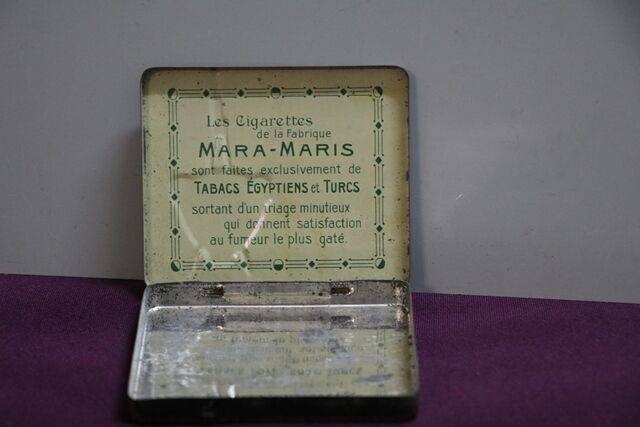 Les Cigarettes
de la Fabrique
MARA-MARIS
sont faites exclusivement de
TABACS ÉGYPTIENS et TURCS
sortant d'un triage minutieux
qui donnent satisfaction
au fumeur le plus gaté.